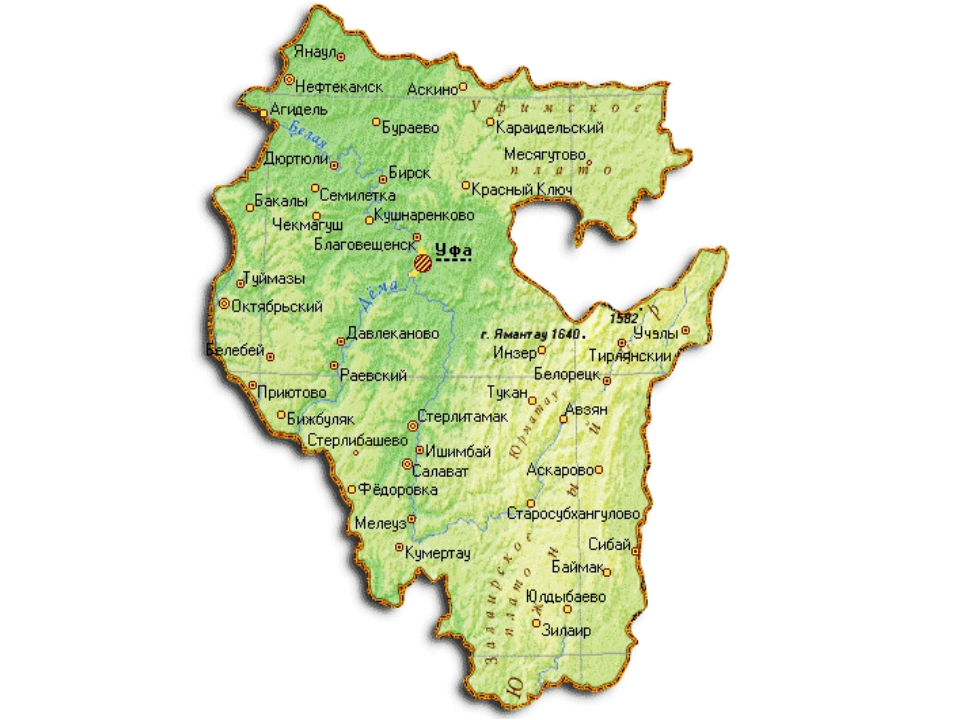 Янаул
Нефтекамск
Аскино
Уфимское
Агидель
Белая
Бураево
Караидельский
Месягутово
плато
Дюртюли
Бирск
Красный Ключ
Семилетка
Бакалы
Чекмагуш
Кушнаренково
Благовещенск
Уфа
Туймазы
Дёма
Октябрьский
1582
Давлеканово
г. Ямантау 1640
Учалы
Инзер
Тирлянский
Белебей
Раевский
Белорецк
Приютово
Тукан
Юрматау
Авзян
Бижбуляк
Стерлитамак
Стерлибашево
Ишимбай
Салават
Аскарово
Фёдоровка
Старосубхангулово
Мелеуз
Кумертау
Сибай
Баймак
Юлдыбаево
Зилаир
Зилаирское
плато
Южный Ур